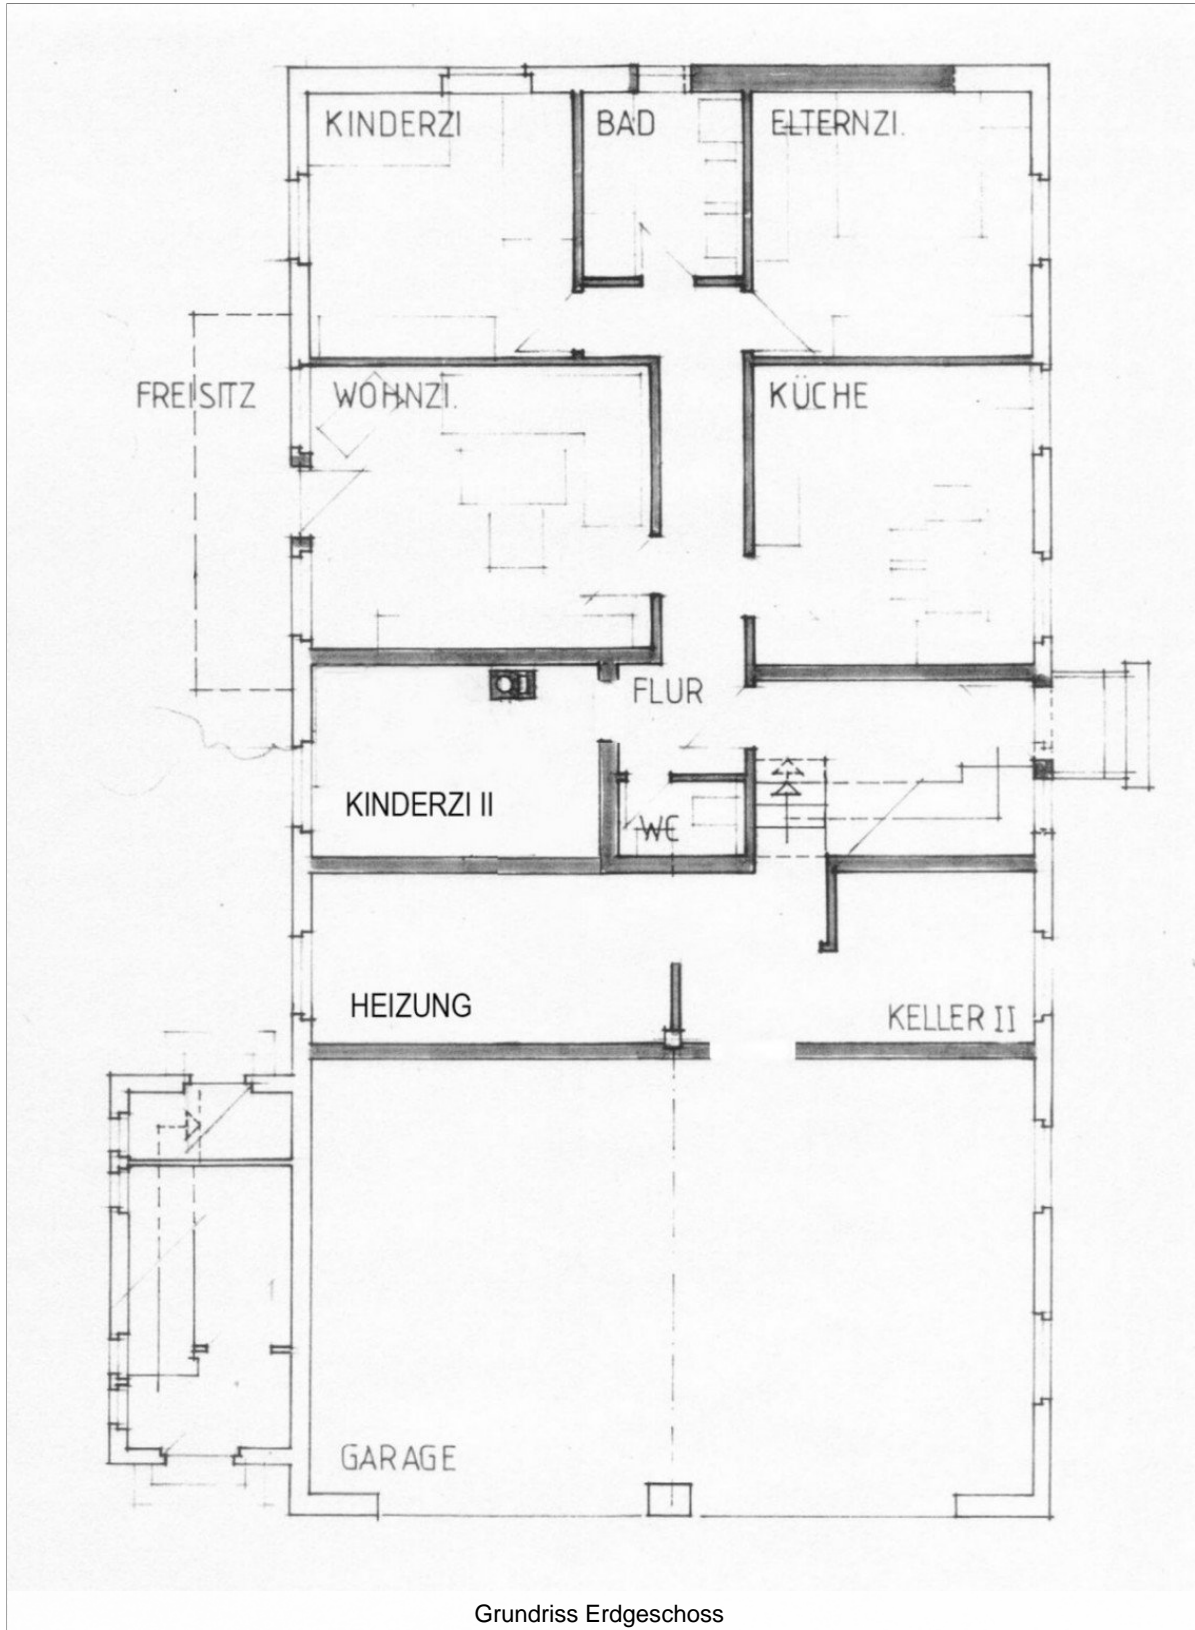 KINDERZI
BAD
ELTERNZI.
FREISITZ
WOHNZI.
KÜCHE
FLUR
KINDERZI II
WC
HEIZUNG
KELLER II
GARAGE
Grundriss Erdgeschoss